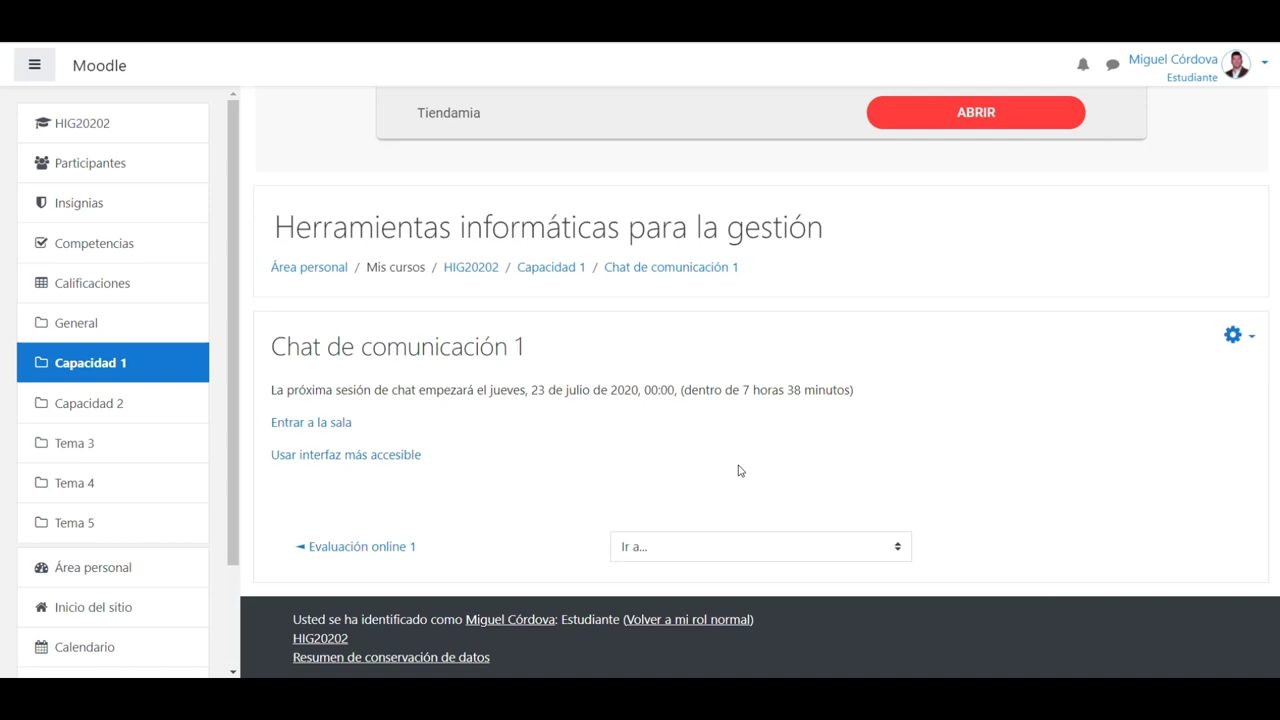 Moodle
Miguel Córdova
Estudiante
HIG20202
Participantes
Insignias
Competencias
Calificaciones
General
Capacidad 1
Capacidad 2
Tema 3
Tema 4
Tema 5
Área personal
Inicio del sitio
Calendario
Tiendamia
ABRIR
Herramientas informáticas para la gestión
Área personal / Mis cursos / HIG20202 / Capacidad 1 / Chat de comunicación 1
Chat de comunicación 1
La próxima sesión de chat empezará el jueves, 23 de julio de 2020, 00:00, (dentro de 7 horas 38 minutos)
Entrar a la sala
Usar interfaz más accesible
◄ Evaluación online 1
Ir a...
Usted se ha identificado como Miguel Córdova: Estudiante (Volver a mi rol normal)
HIG20202
Resumen de conservación de datos